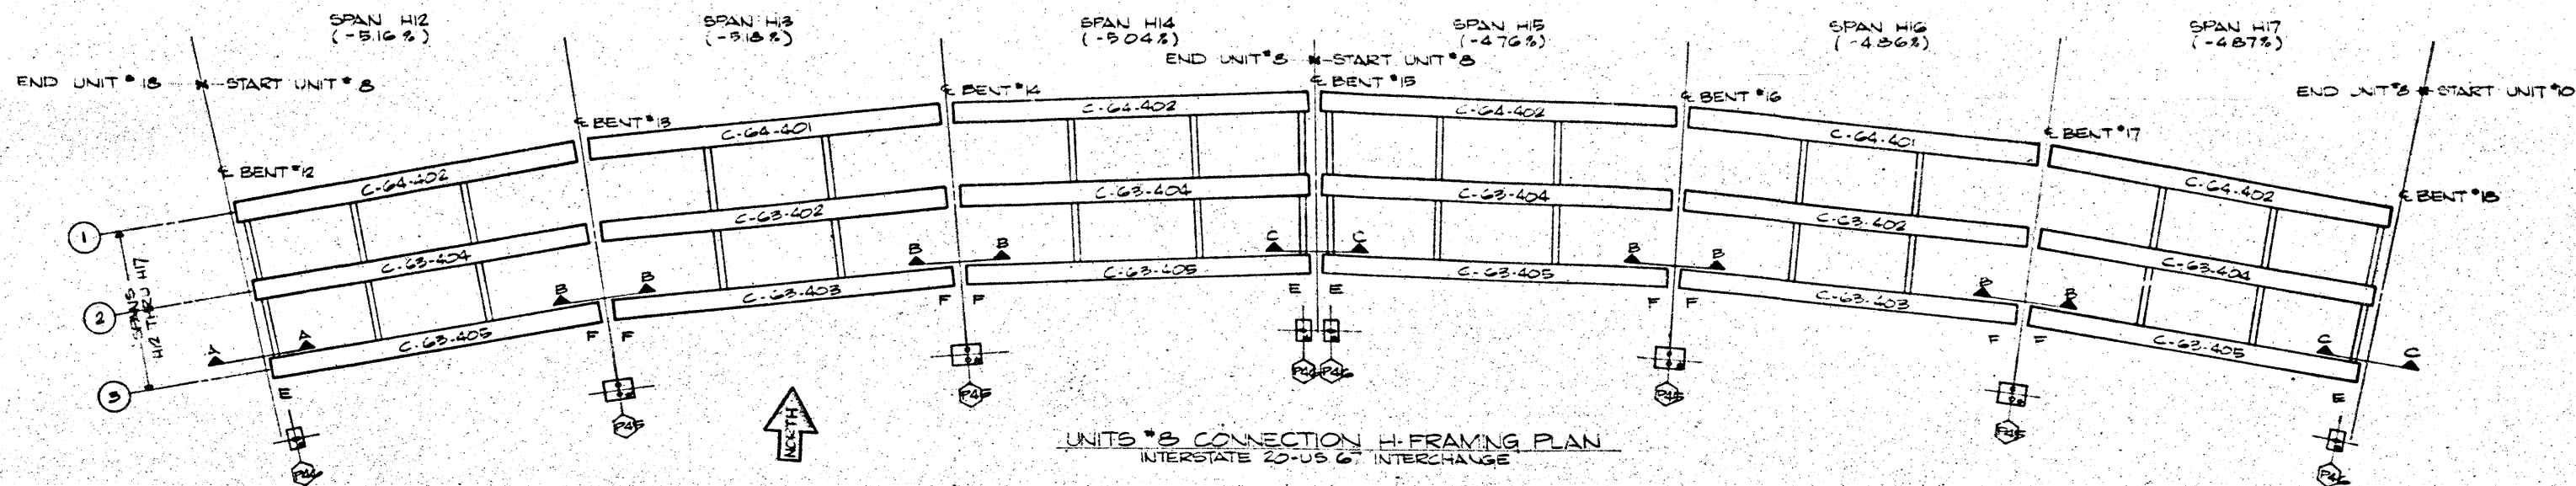 SPAN H12
(-5.16%)
SPAN H13
(-5.18%)
SPAN H14
(-5.04%)
SPAN H15
(-4.76%)
SPAN H16
(-4.86%)
SPAN H17
(-4.87%)
END UNIT #18
START UNIT #8
END UNIT #8
START UNIT #8
END UNIT #8
START UNIT #10
℄ BENT #12
℄ BENT #13
℄ BENT #14
℄ BENT #15
℄ BENT #16
℄ BENT #17
℄ BENT #18
C-64-402
C-64-401
C-64-402
C-64-402
C-64-401
C-64-402
C-63-404
C-63-402
C-63-404
C-63-404
C-63-402
C-63-404
C-63-405
C-63-403
C-63-405
C-63-405
C-63-403
C-63-405
1
2
3
SPANS
H12 THRU H17
A
A
B
B
B
B
C
C
B
B
B
B
C
C
E
F
F
F
F
E
E
F
F
F
F
E
P46
P45
P45
P46
P46
P45
P45
P46
NORTH
UNITS #8 CONNECTION H-FRAMING PLAN
INTERSTATE 20-US 67 INTERCHANGE